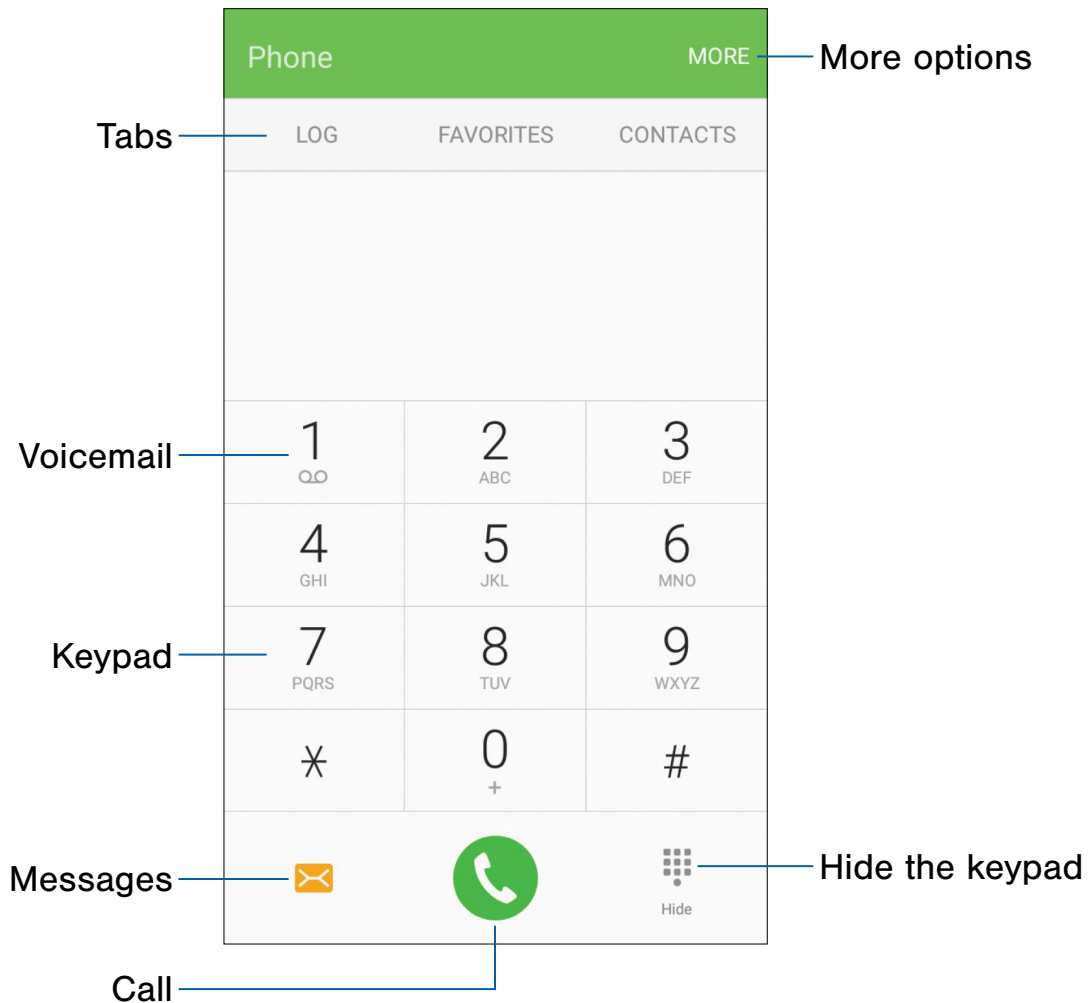 Phone MORE More options
Tabs LOG FAVORITES CONTACTS
Voicemail 1 2 3
ABC DEF
4 5 6
GHI JKL MNO
Keypad 7 8 9
PQRS TUV WXYZ
* 0 #
+
Messages Hide the keypad
Hide
Call